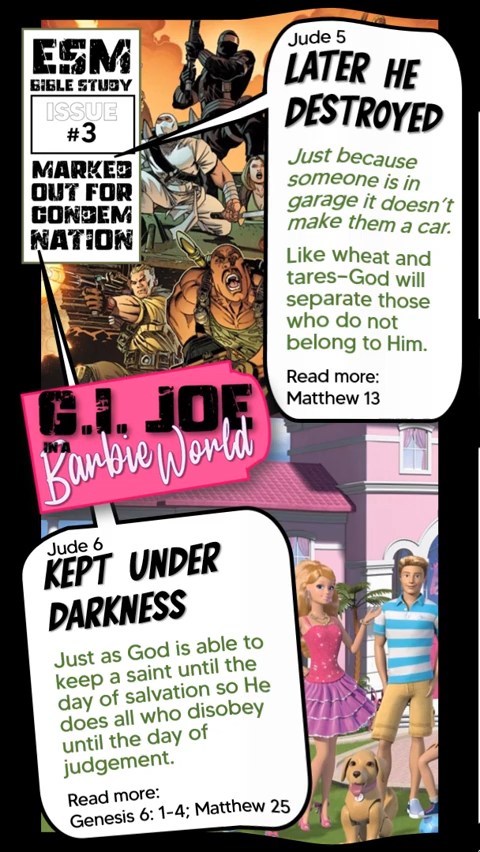 ESM
BIBLE STUDY
ISSUE
#3
MARKED
OUT FOR
CONDEM
NATION
Jude 5
LATER HE
DESTROYED
Just because
someone is in
garage it doesn't
make them a car.
Like wheat and
tares-God will
separate those
who do not
belong to Him.
Read more:
Matthew 13
G.I. JOE
IN A
Barbie World
Jude 6
KEPT UNDER
DARKNESS
Just as God is able to
keep a saint until the
day of salvation so He
does all who disobey
until the day of
judgement.
Read more:
Genesis 6: 1-4; Matthew 25